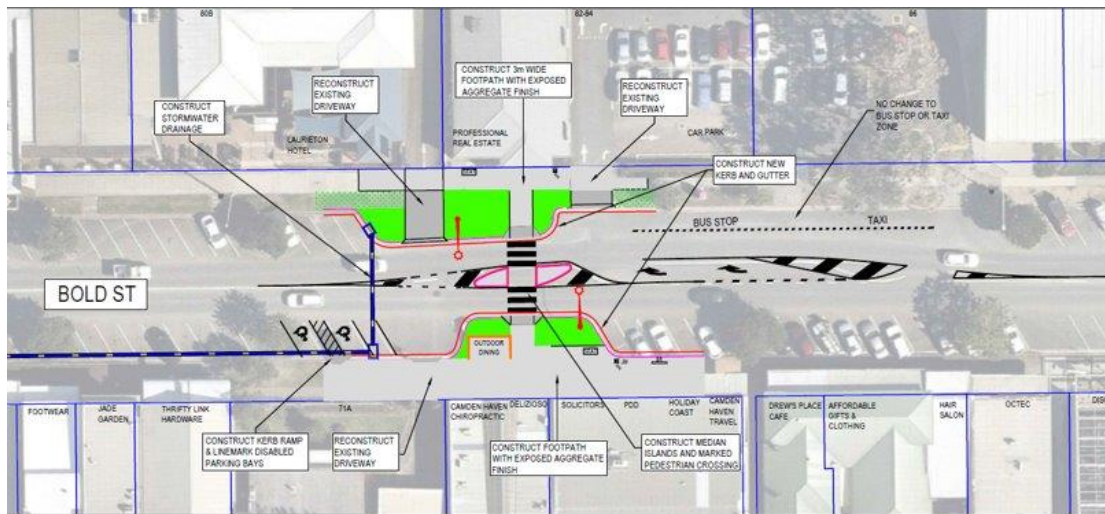 80B
82-84
86
CONSTRUCT 3m WIDE
FOOTPATH WITH EXPOSED
AGGREGATE FINISH
RECONSTRUCT
EXISTING
DRIVEWAY
RECONSTRUCT
EXISTING
DRIVEWAY
CONSTRUCT
STORMWATER
DRAINAGE
NO CHANGE TO
BUS STOP OR TAXI
ZONE
LAURIETON
HOTEL
PROFESSIONAL
REAL ESTATE
CAR PARK
CONSTRUCT NEW
KERB AND GUTTER
BUS STOP
TAXI
BOLD ST
OUTDOOR
DINING
FOOTWEAR
JADE
GARDEN
THRIFTY LINK
HARDWARE
71A
CAMDEN HAVEN
CHIROPRACTIC
DELIZIOSO
SOLICITORS
PDD
HOLIDAY
COAST
CAMDEN
HAVEN
TRAVEL
DREW'S PLACE
CAFE
AFFORDABLE
GIFTS &
CLOTHING
HAIR
SALON
OCTEC
CONSTRUCT KERB RAMP
& LINEMARK DISABLED
PARKING BAYS
RECONSTRUCT
EXISTING
DRIVEWAY
CONSTRUCT FOOTPATH
WITH EXPOSED AGGREGATE
FINISH
CONSTRUCT MEDIAN
ISLANDS AND MARKED
PEDESTRIAN CROSSING